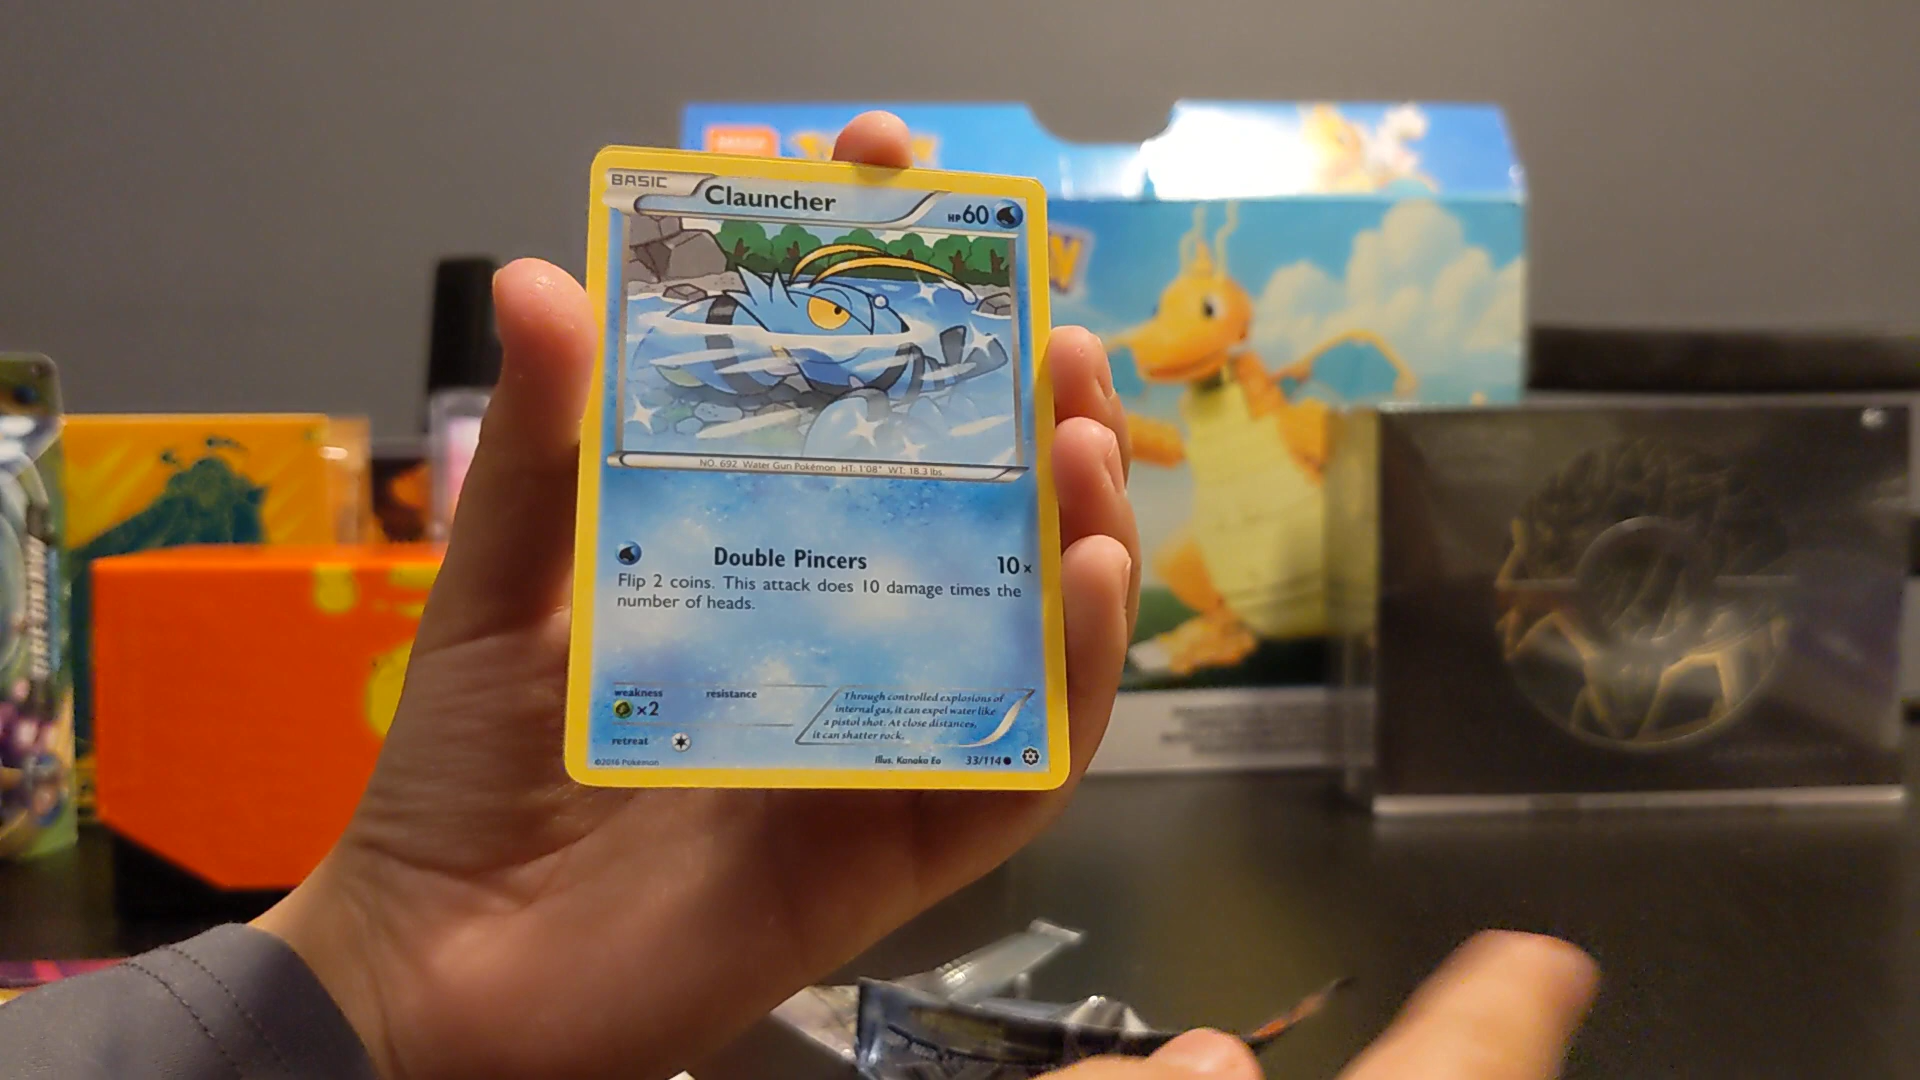 BASIC
Clauncher
HP60
NO. 692 Water Gun Pokémon HT: 1'08" WT: 18.3 lbs.
Double Pincers 10×
Flip 2 coins. This attack does 10 damage times the
number of heads.
weakness resistance
×2
Through controlled explosions of
internal gas, it can expel water like
a pistol shot. At close distances,
it can shatter rock.
retreat
©2016 Pokémon
Illus. Kanako Eo 33/114